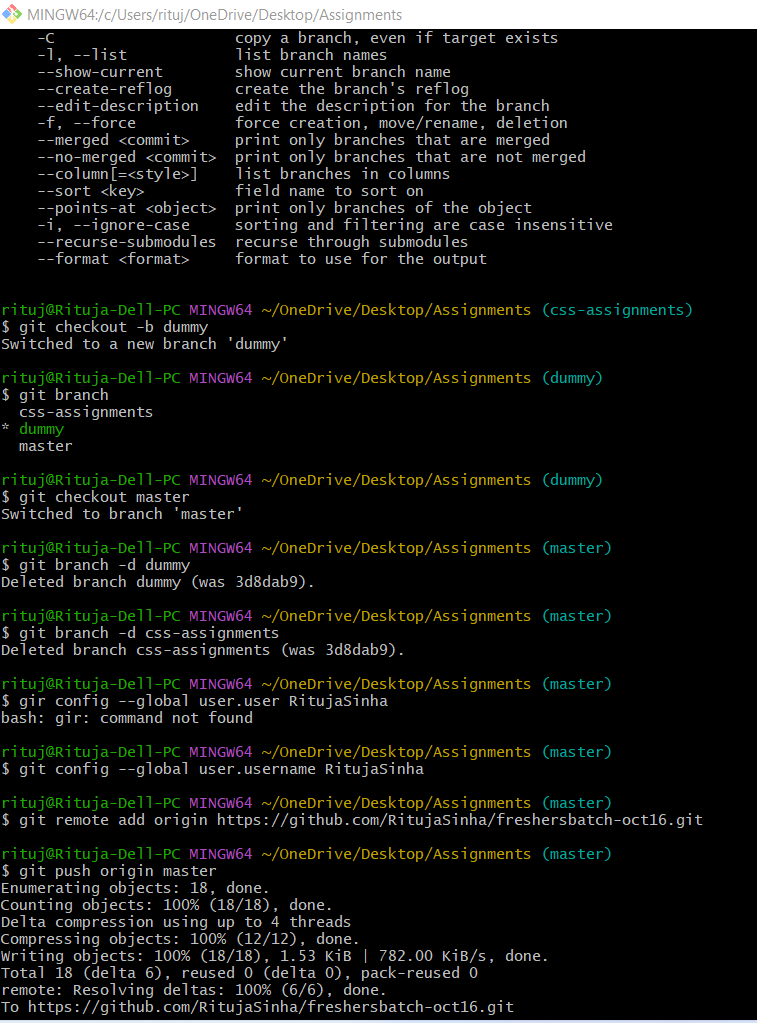 MINGW64:/c/Users/rituj/OneDrive/Desktop/Assignments
    -C                    copy a branch, even if target exists
    -l, --list            list branch names
    --show-current        show current branch name
    --create-reflog       create the branch's reflog
    --edit-description    edit the description for the branch
    -f, --force           force creation, move/rename, deletion
    --merged <commit>     print only branches that are merged
    --no-merged <commit>  print only branches that are not merged
    --column[=<style>]    list branches in columns
    --sort <key>          field name to sort on
    --points-at <object>  print only branches of the object
    -i, --ignore-case     sorting and filtering are case insensitive
    --recurse-submodules  recurse through submodules
    --format <format>     format to use for the output

rituj@Rituja-Dell-PC MINGW64 ~/OneDrive/Desktop/Assignments (css-assignments)
$ git checkout -b dummy
Switched to a new branch 'dummy'

rituj@Rituja-Dell-PC MINGW64 ~/OneDrive/Desktop/Assignments (dummy)
$ git branch
  css-assignments
* dummy
  master

rituj@Rituja-Dell-PC MINGW64 ~/OneDrive/Desktop/Assignments (dummy)
$ git checkout master
Switched to branch 'master'

rituj@Rituja-Dell-PC MINGW64 ~/OneDrive/Desktop/Assignments (master)
$ git branch -d dummy
Deleted branch dummy (was 3d8dab9).

rituj@Rituja-Dell-PC MINGW64 ~/OneDrive/Desktop/Assignments (master)
$ git branch -d css-assignments
Deleted branch css-assignments (was 3d8dab9).

rituj@Rituja-Dell-PC MINGW64 ~/OneDrive/Desktop/Assignments (master)
$ gir config --global user.user RitujaSinha
bash: gir: command not found

rituj@Rituja-Dell-PC MINGW64 ~/OneDrive/Desktop/Assignments (master)
$ git config --global user.username RitujaSinha

rituj@Rituja-Dell-PC MINGW64 ~/OneDrive/Desktop/Assignments (master)
$ git remote add origin https://github.com/RitujaSinha/freshersbatch-oct16.git

rituj@Rituja-Dell-PC MINGW64 ~/OneDrive/Desktop/Assignments (master)
$ git push origin master
Enumerating objects: 18, done.
Counting objects: 100% (18/18), done.
Delta compression using up to 4 threads
Compressing objects: 100% (12/12), done.
Writing objects: 100% (18/18), 1.53 KiB | 782.00 KiB/s, done.
Total 18 (delta 6), reused 0 (delta 0), pack-reused 0
remote: Resolving deltas: 100% (6/6), done.
To https://github.com/RitujaSinha/freshersbatch-oct16.git